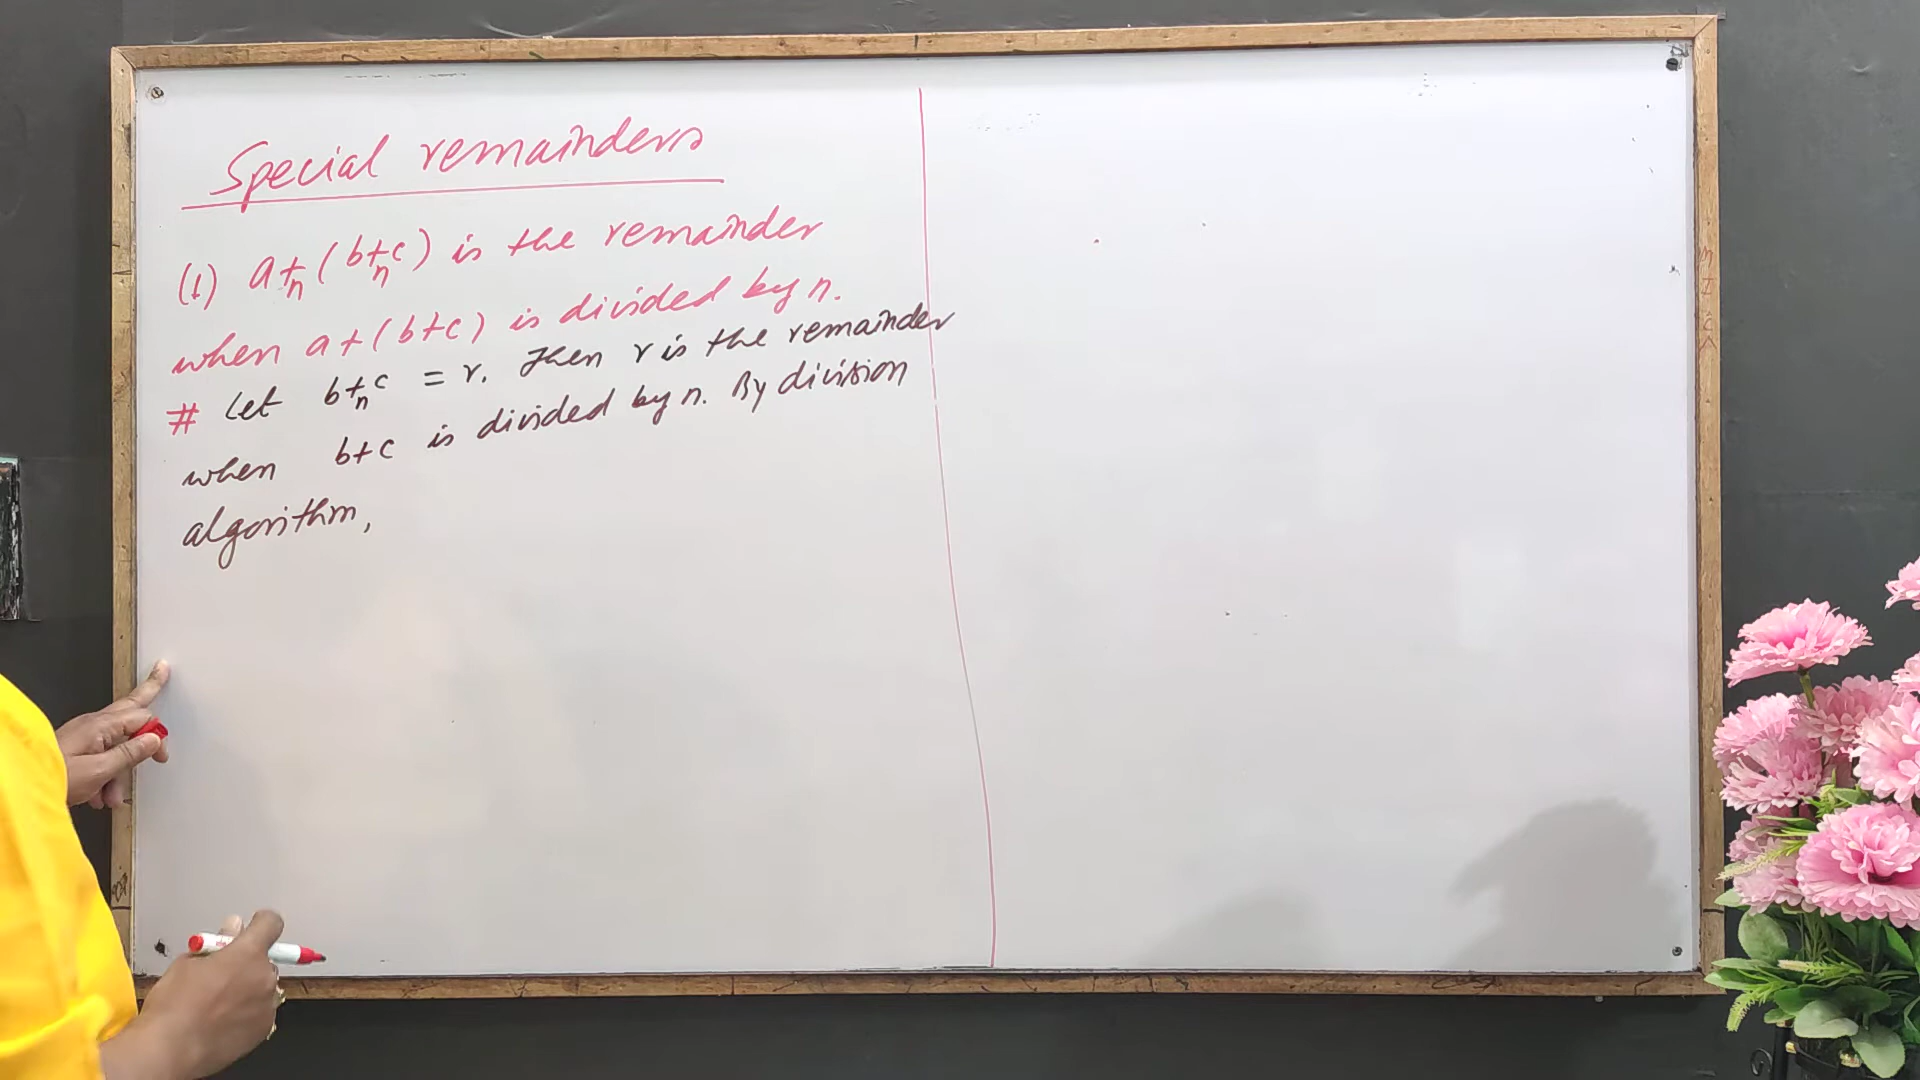 Special remainders
(1) a +ₙ (b +ₙ c) is the remainder
when a + (b + c) is divided by n.
# Let b +ₙ c = r. Then r is the remainder
when b + c is divided by n. By division
algorithm,